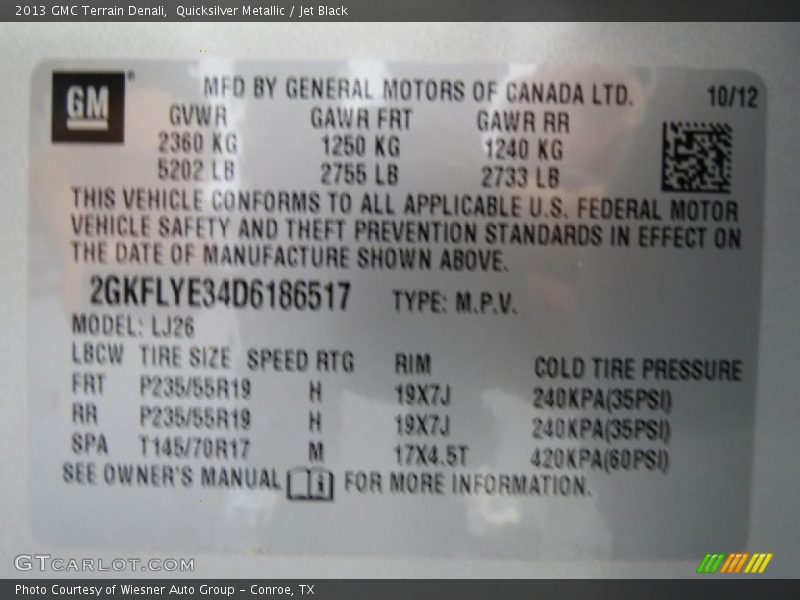 2013 GMC Terrain Denali,  Quicksilver Metallic / Jet Black
GM®
MFD BY GENERAL MOTORS OF CANADA LTD.
10/12
GVWR GAWR FRT GAWR RR
2360 KG 1250 KG 1240 KG
5202 LB 2755 LB 2733 LB
THIS VEHICLE CONFORMS TO ALL APPLICABLE U.S. FEDERAL MOTOR
VEHICLE SAFETY AND THEFT PREVENTION STANDARDS IN EFFECT ON
THE DATE OF MANUFACTURE SHOWN ABOVE.
2GKFLYE34D6186517 TYPE: M.P.V.
MODEL: LJ26
LBCW TIRE SIZE SPEED RTG RIM COLD TIRE PRESSURE
FRT P235/55R19 H 19X7J 240KPA(35PSI)
RR P235/55R19 H 19X7J 240KPA(35PSI)
SPA T145/70R17 M 17X4.5T 420KPA(60PSI)
SEE OWNER'S MANUAL FOR MORE INFORMATION.
GTCARLOT.COM
Photo Courtesy of Wiesner Auto Group – Conroe, TX